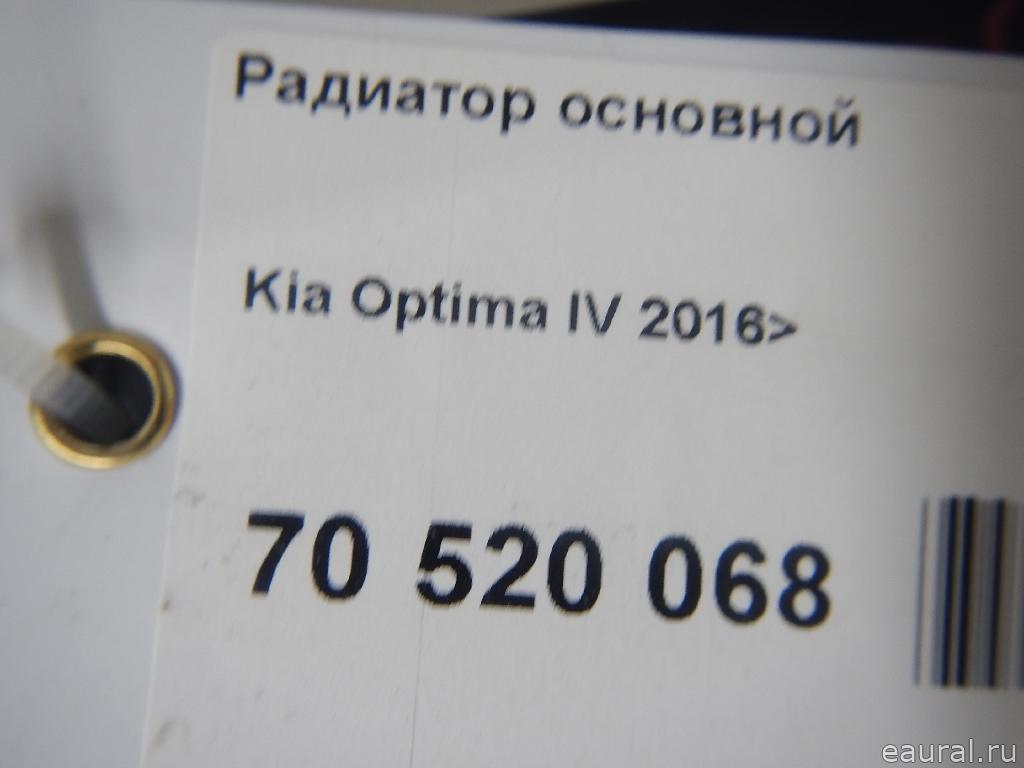 Радиатор основной
Kia Optima IV 2016>
70 520 068
eaural.ru